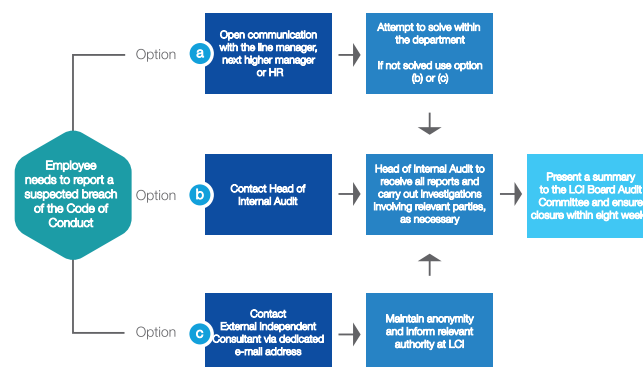 Employee
needs to report a
suspected breach
of the Code of
Conduct
Option
a
Open communication
with the line manager,
next higher manager
or HR
Attempt to solve within
the department
If not solved use option
(b) or (c)
Option
b
Contact Head of
Internal Audit
Head of Internal Audit to
receive all reports and
carry out investigations
involving relevant parties,
as necessary
Present a summary
to the LCI Board Audit
Committee and ensure
closure within eight week
Option
c
Contact
External Independent
Consultant via dedicated
e-mail address
Maintain anonymity
and inform relevant
authority at LCI